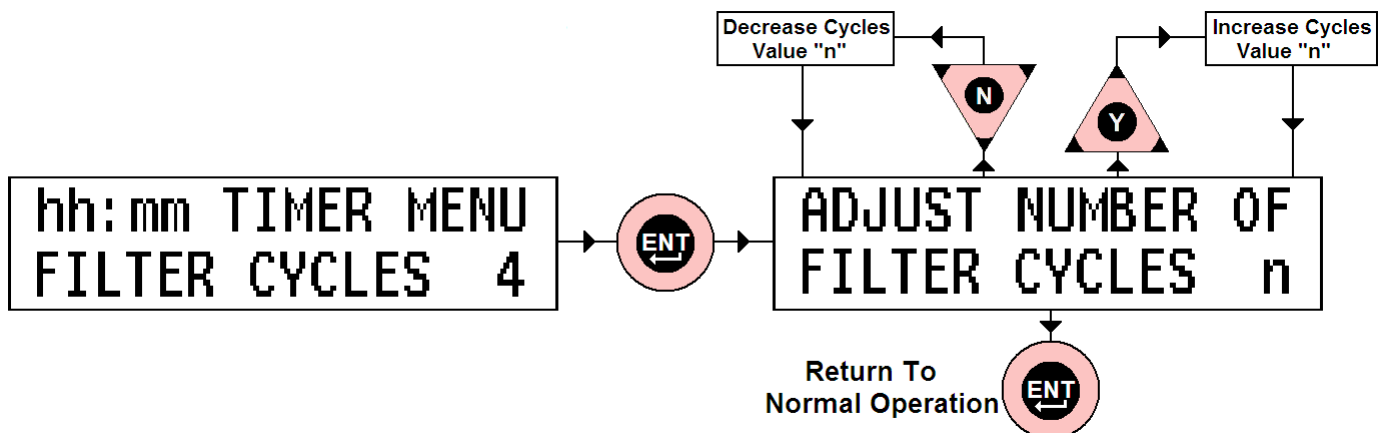 Decrease Cycles
Value "n"
Increase Cycles
Value "n"
N
Y
hh:mm TIMER MENU
FILTER CYCLES 4
ENT
ADJUST NUMBER OF
FILTER CYCLES n
Return To
Normal Operation
ENT